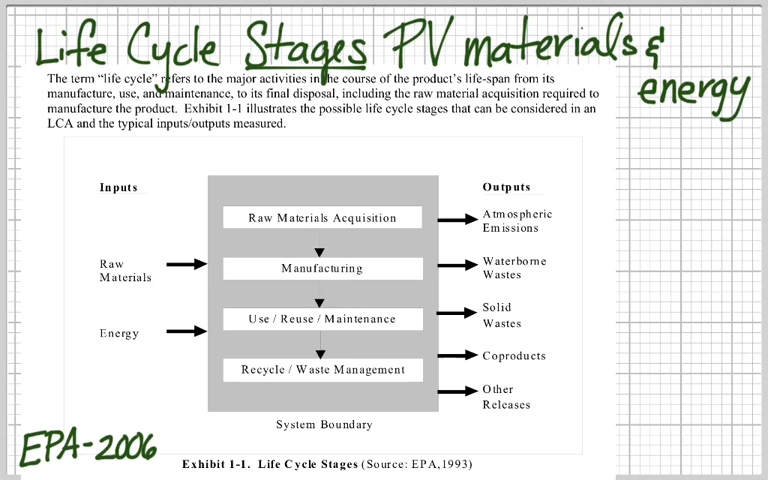 Life Cycle Stages PV materials &
energy
The term “life cycle” refers to the major activities in the course of the product’s life-span from its
manufacture, use, and maintenance, to its final disposal, including the raw material acquisition required to
manufacture the product. Exhibit 1-1 illustrates the possible life cycle stages that can be considered in an
LCA and the typical inputs/outputs measured.
Inputs
Raw
Materials
Energy
Raw Materials Acquisition
Manufacturing
Use / Reuse / Maintenance
Recycle / Waste Management
System Boundary
Outputs
Atmospheric
Emissions
Waterborne
Wastes
Solid
Wastes
Coproducts
Other
Releases
EPA-2006
Exhibit 1-1. Life Cycle Stages (Source: EPA,1993)